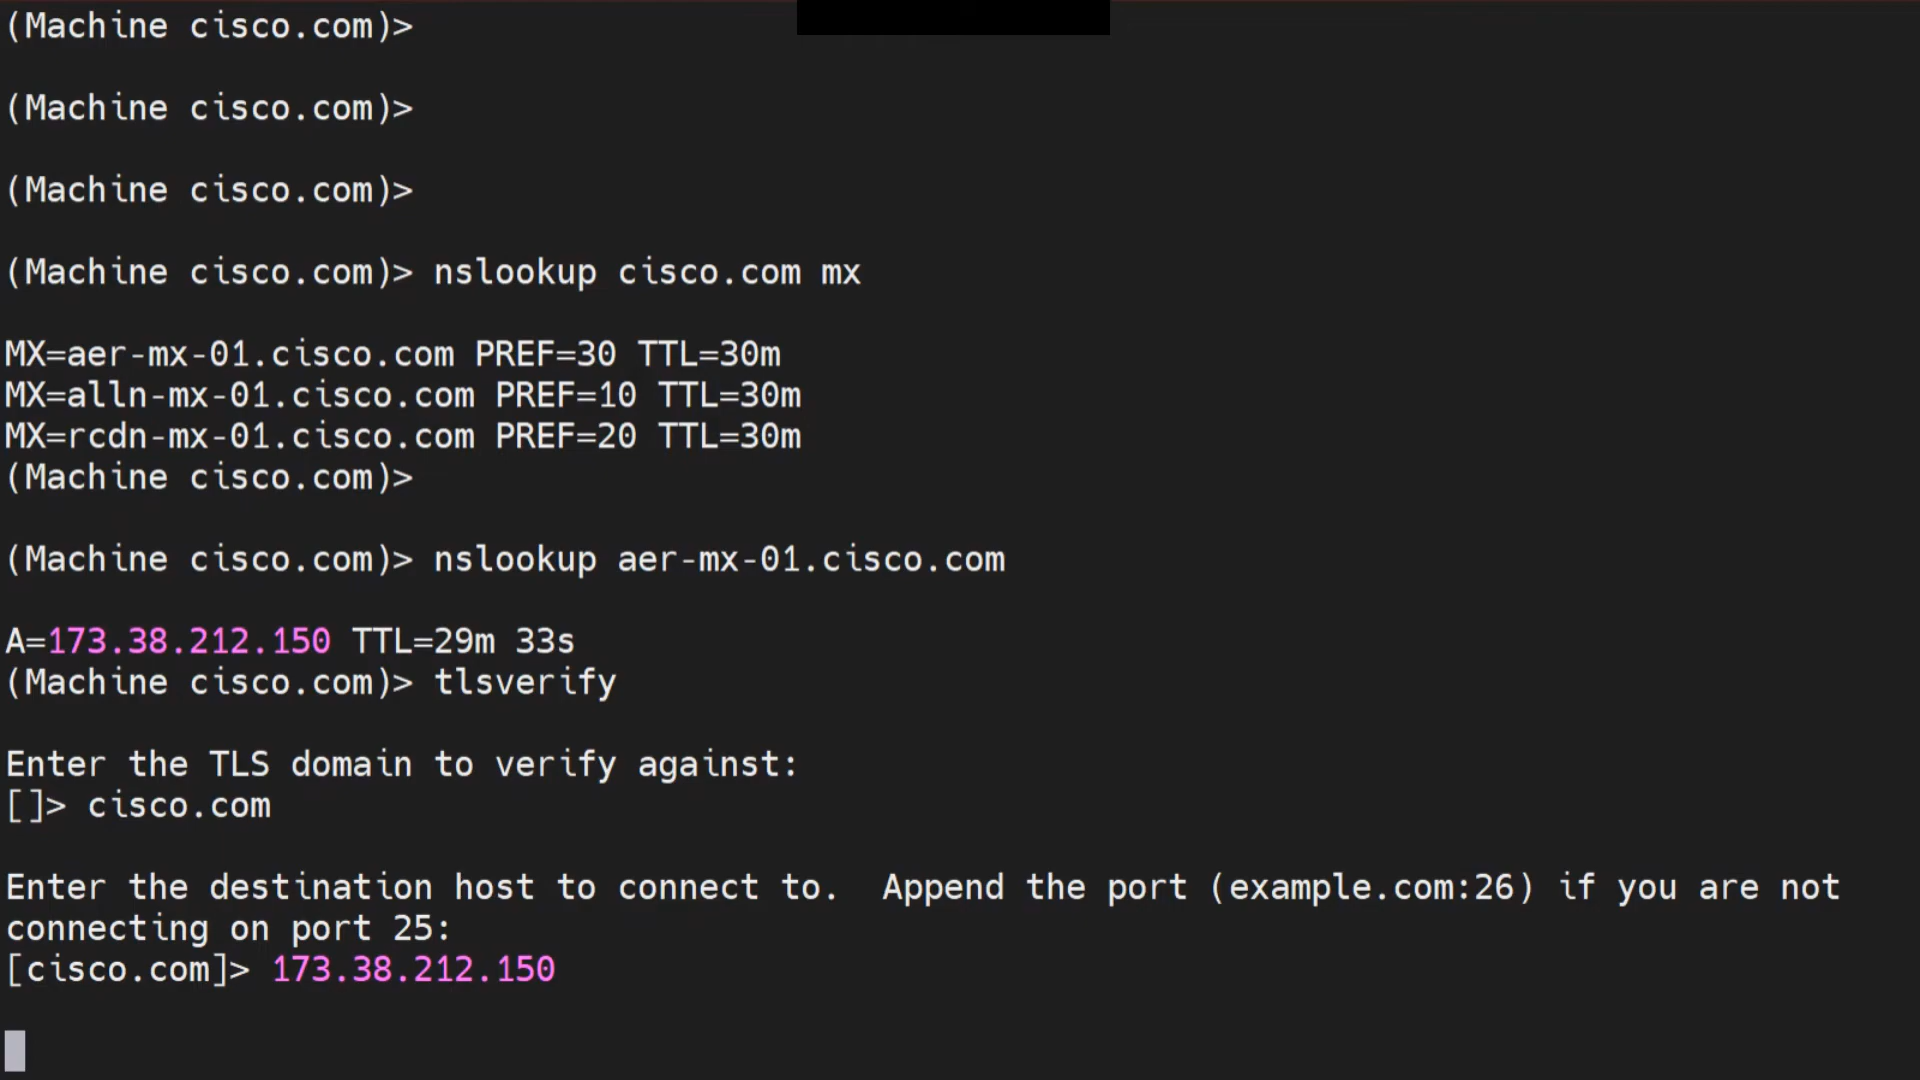 (Machine cisco.com)>
(Machine cisco.com)>
(Machine cisco.com)>
(Machine cisco.com)> nslookup cisco.com mx
MX=aer-mx-01.cisco.com PREF=30 TTL=30m
MX=alln-mx-01.cisco.com PREF=10 TTL=30m
MX=rcdn-mx-01.cisco.com PREF=20 TTL=30m
(Machine cisco.com)>
(Machine cisco.com)> nslookup aer-mx-01.cisco.com
A=173.38.212.150 TTL=29m 33s
(Machine cisco.com)> tlsverify
Enter the TLS domain to verify against:
[]> cisco.com
Enter the destination host to connect to.  Append the port (example.com:26) if you are not
connecting on port 25:
[cisco.com]> 173.38.212.150